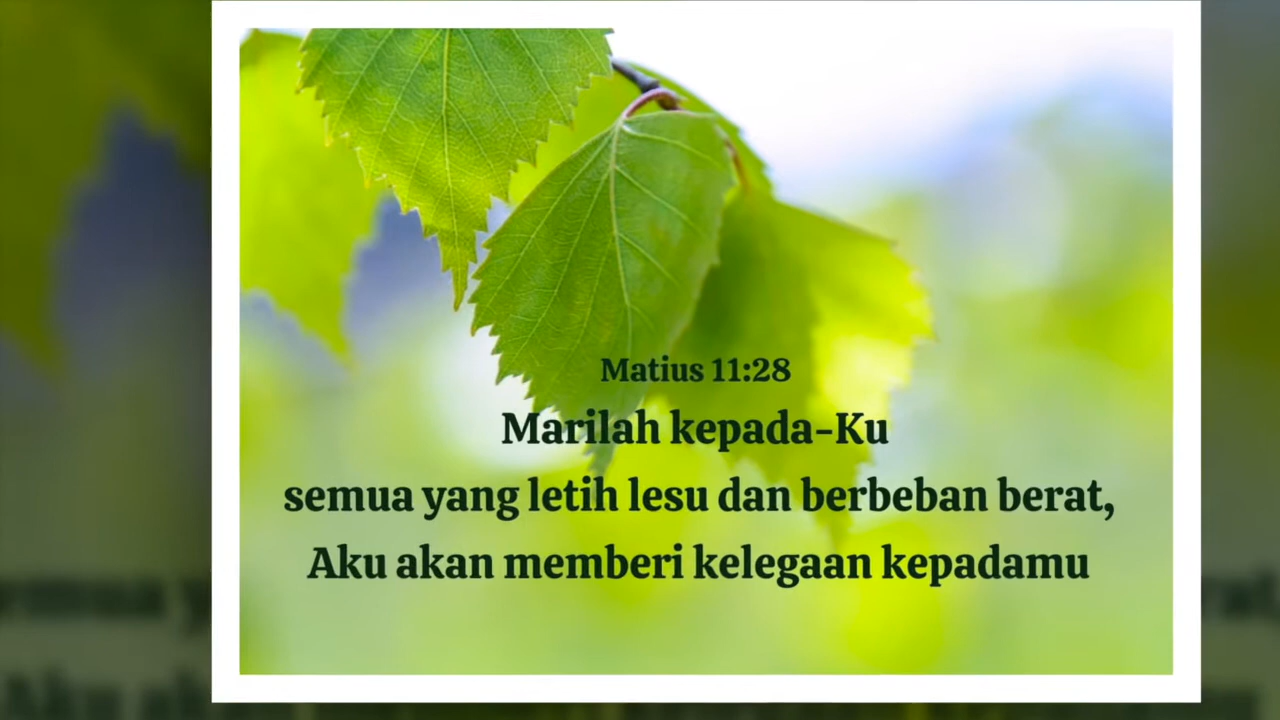 Matius 11:28
Marilah kepada-Ku
semua yang letih lesu dan berbeban berat,
Aku akan memberi kelegaan kepadamu